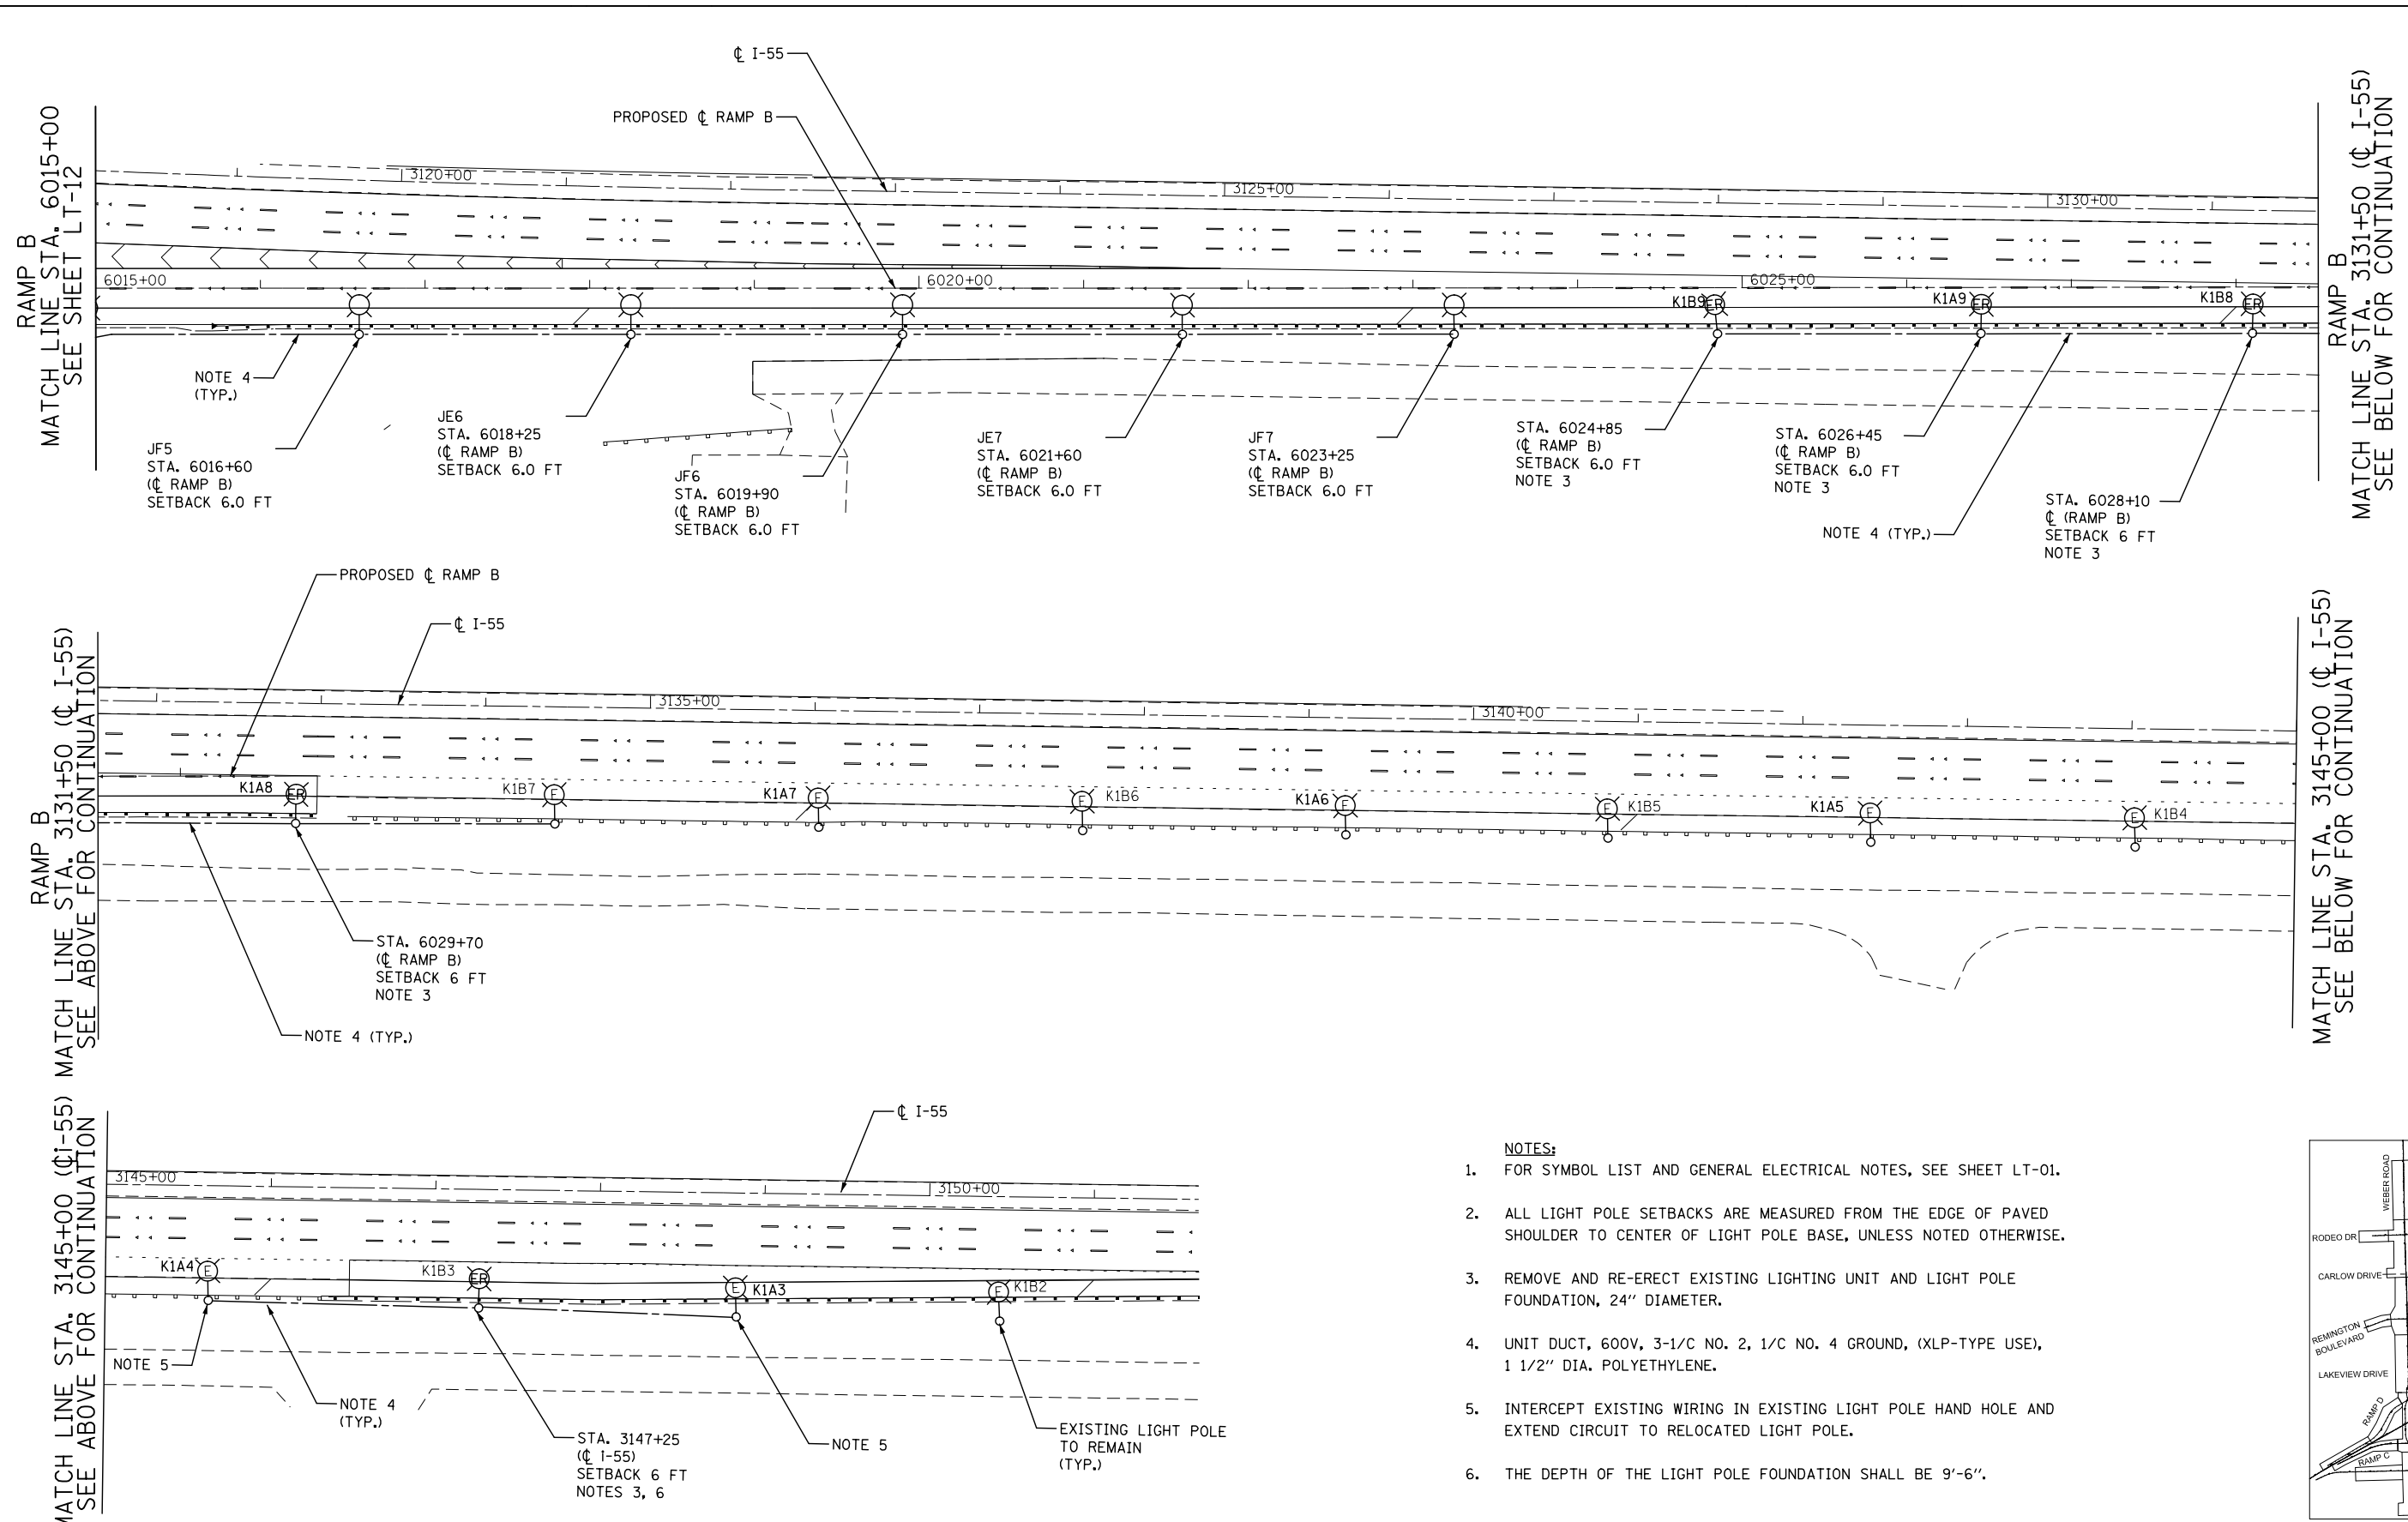 ℄ I-55
PROPOSED ℄ RAMP B
RAMP B
MATCH LINE STA. 6015+00
SEE SHEET LT-12
3120+00
3125+00
3130+00
6015+00
6020+00
6025+00
K1B9
ER
K1A9
ER
K1B8
ER
RAMP B
MATCH LINE STA. 3131+50 (℄ I-55)
SEE BELOW FOR CONTINUATION
NOTE 4
(TYP.)
JF5
STA. 6016+60
(℄ RAMP B)
SETBACK 6.0 FT
JE6
STA. 6018+25
(℄ RAMP B)
SETBACK 6.0 FT
JF6
STA. 6019+90
(℄ RAMP B)
SETBACK 6.0 FT
JE7
STA. 6021+60
(℄ RAMP B)
SETBACK 6.0 FT
JF7
STA. 6023+25
(℄ RAMP B)
SETBACK 6.0 FT
STA. 6024+85
(℄ RAMP B)
SETBACK 6.0 FT
NOTE 3
STA. 6026+45
(℄ RAMP B)
SETBACK 6.0 FT
NOTE 3
NOTE 4 (TYP.)
STA. 6028+10
℄ (RAMP B)
SETBACK 6 FT
NOTE 3
PROPOSED ℄ RAMP B
℄ I-55
RAMP B
MATCH LINE STA. 3131+50 (℄ I-55)
SEE ABOVE FOR CONTINUATION
3135+00
3140+00
K1A8
ER
K1B7
E
K1A7
E
E
K1B6
K1A6
E
E
K1B5
K1A5
E
E
K1B4
MATCH LINE STA. 3145+00 (℄ I-55)
SEE BELOW FOR CONTINUATION
STA. 6029+70
(℄ RAMP B)
SETBACK 6 FT
NOTE 3
NOTE 4 (TYP.)
℄ I-55
MATCH LINE STA. 3145+00 (℄i-55)
SEE ABOVE FOR CONTINUATION
3145+00
3150+00
K1A4
E
K1B3
ER
E
K1A3
E
K1B2
NOTE 5
NOTE 4
(TYP.)
STA. 3147+25
(℄ i-55)
SETBACK 6 FT
NOTES 3, 6
NOTE 5
EXISTING LIGHT POLE
TO REMAIN
(TYP.)
NOTES:
1. FOR SYMBOL LIST AND GENERAL ELECTRICAL NOTES, SEE SHEET LT-01.
2. ALL LIGHT POLE SETBACKS ARE MEASURED FROM THE EDGE OF PAVED
SHOULDER TO CENTER OF LIGHT POLE BASE, UNLESS NOTED OTHERWISE.
3. REMOVE AND RE-ERECT EXISTING LIGHTING UNIT AND LIGHT POLE
FOUNDATION, 24" DIAMETER.
4. UNIT DUCT, 600V, 3-1/C NO. 2, 1/C NO. 4 GROUND, (XLP-TYPE USE),
1 1/2" DIA. POLYETHYLENE.
5. INTERCEPT EXISTING WIRING IN EXISTING LIGHT POLE HAND HOLE AND
EXTEND CIRCUIT TO RELOCATED LIGHT POLE.
6. THE DEPTH OF THE LIGHT POLE FOUNDATION SHALL BE 9'-6".
WEBER ROAD
RODEO DR
CARLOW DRIVE
REMINGTON
BOULEVARD
LAKEVIEW DRIVE
RAMP D
RAMP C